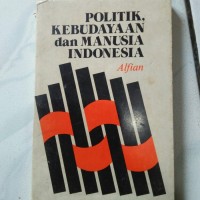 POLITIK,
KEBUDAYAAN
dan MANUSIA
INDONESIA
Alfian